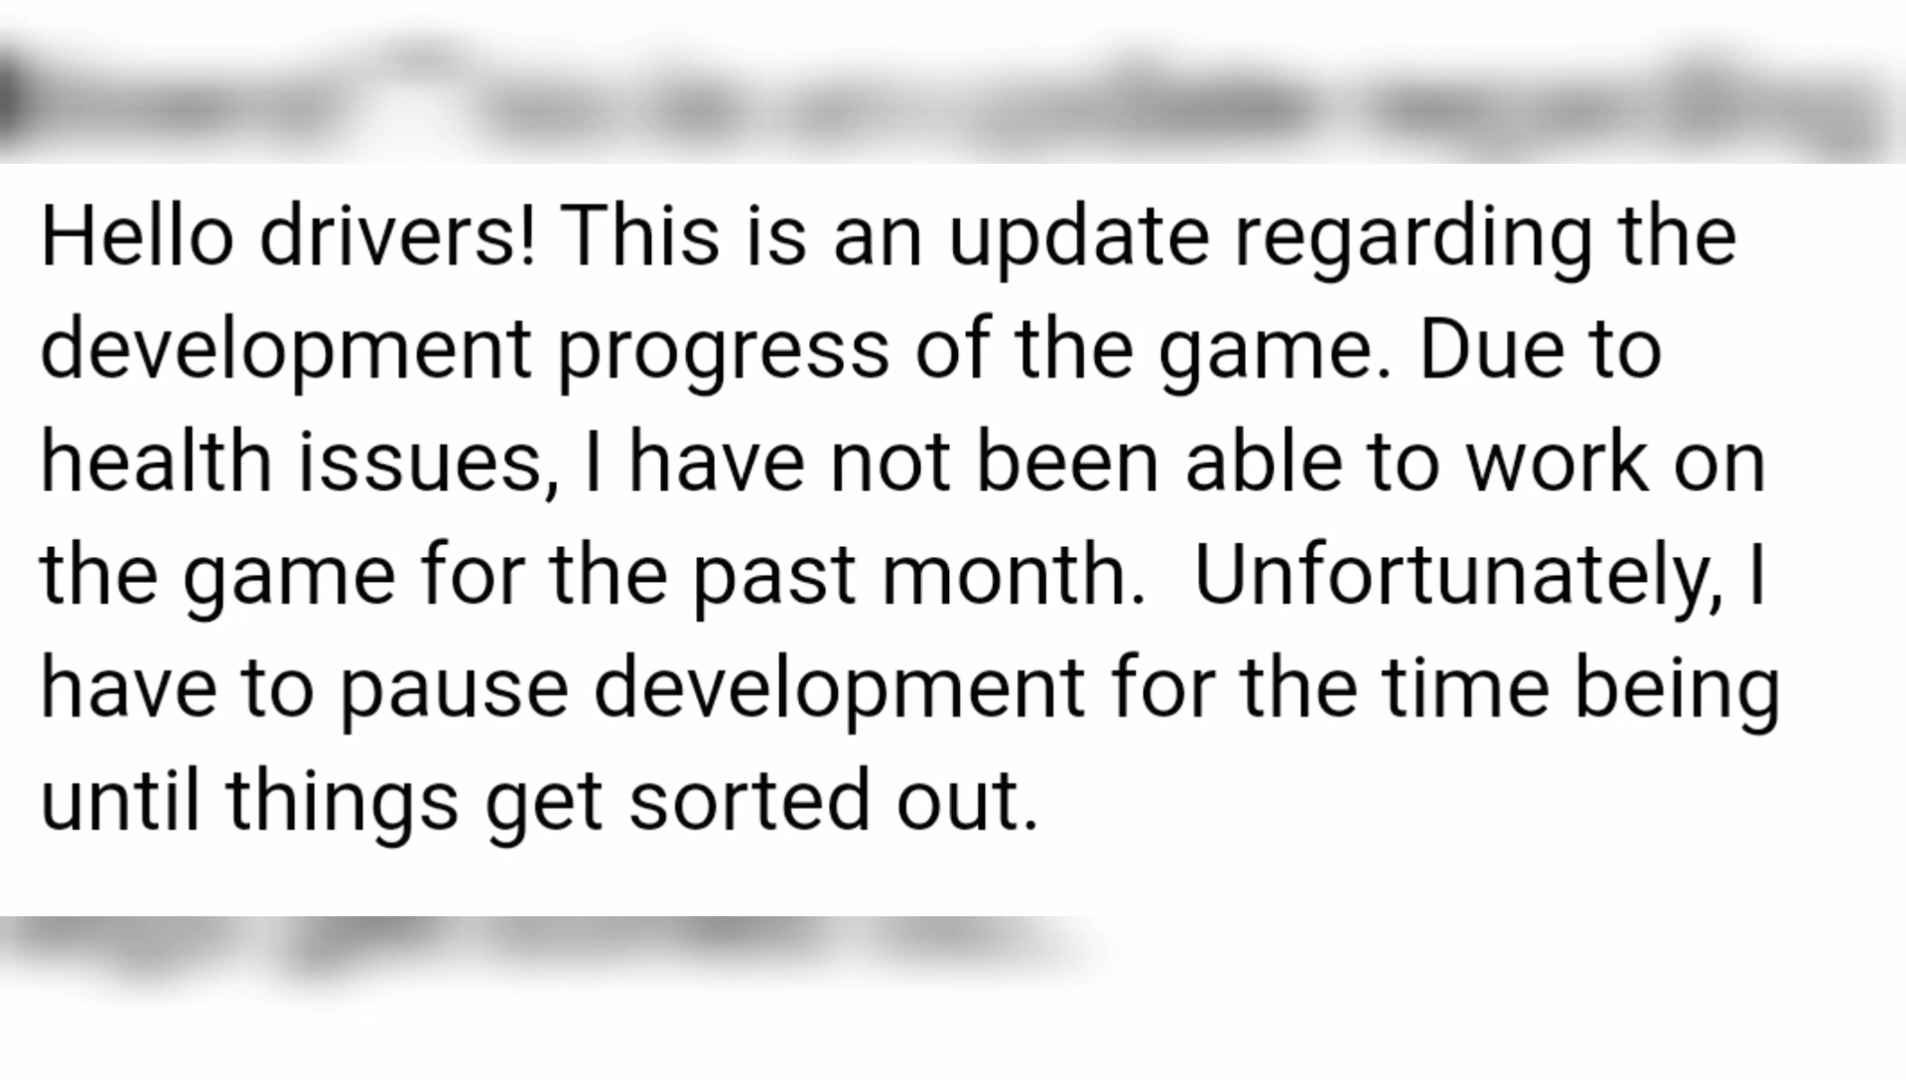 Hello drivers! This is an update regarding the
development progress of the game. Due to
health issues, I have not been able to work on
the game for the past month.  Unfortunately, I
have to pause development for the time being
until things get sorted out.